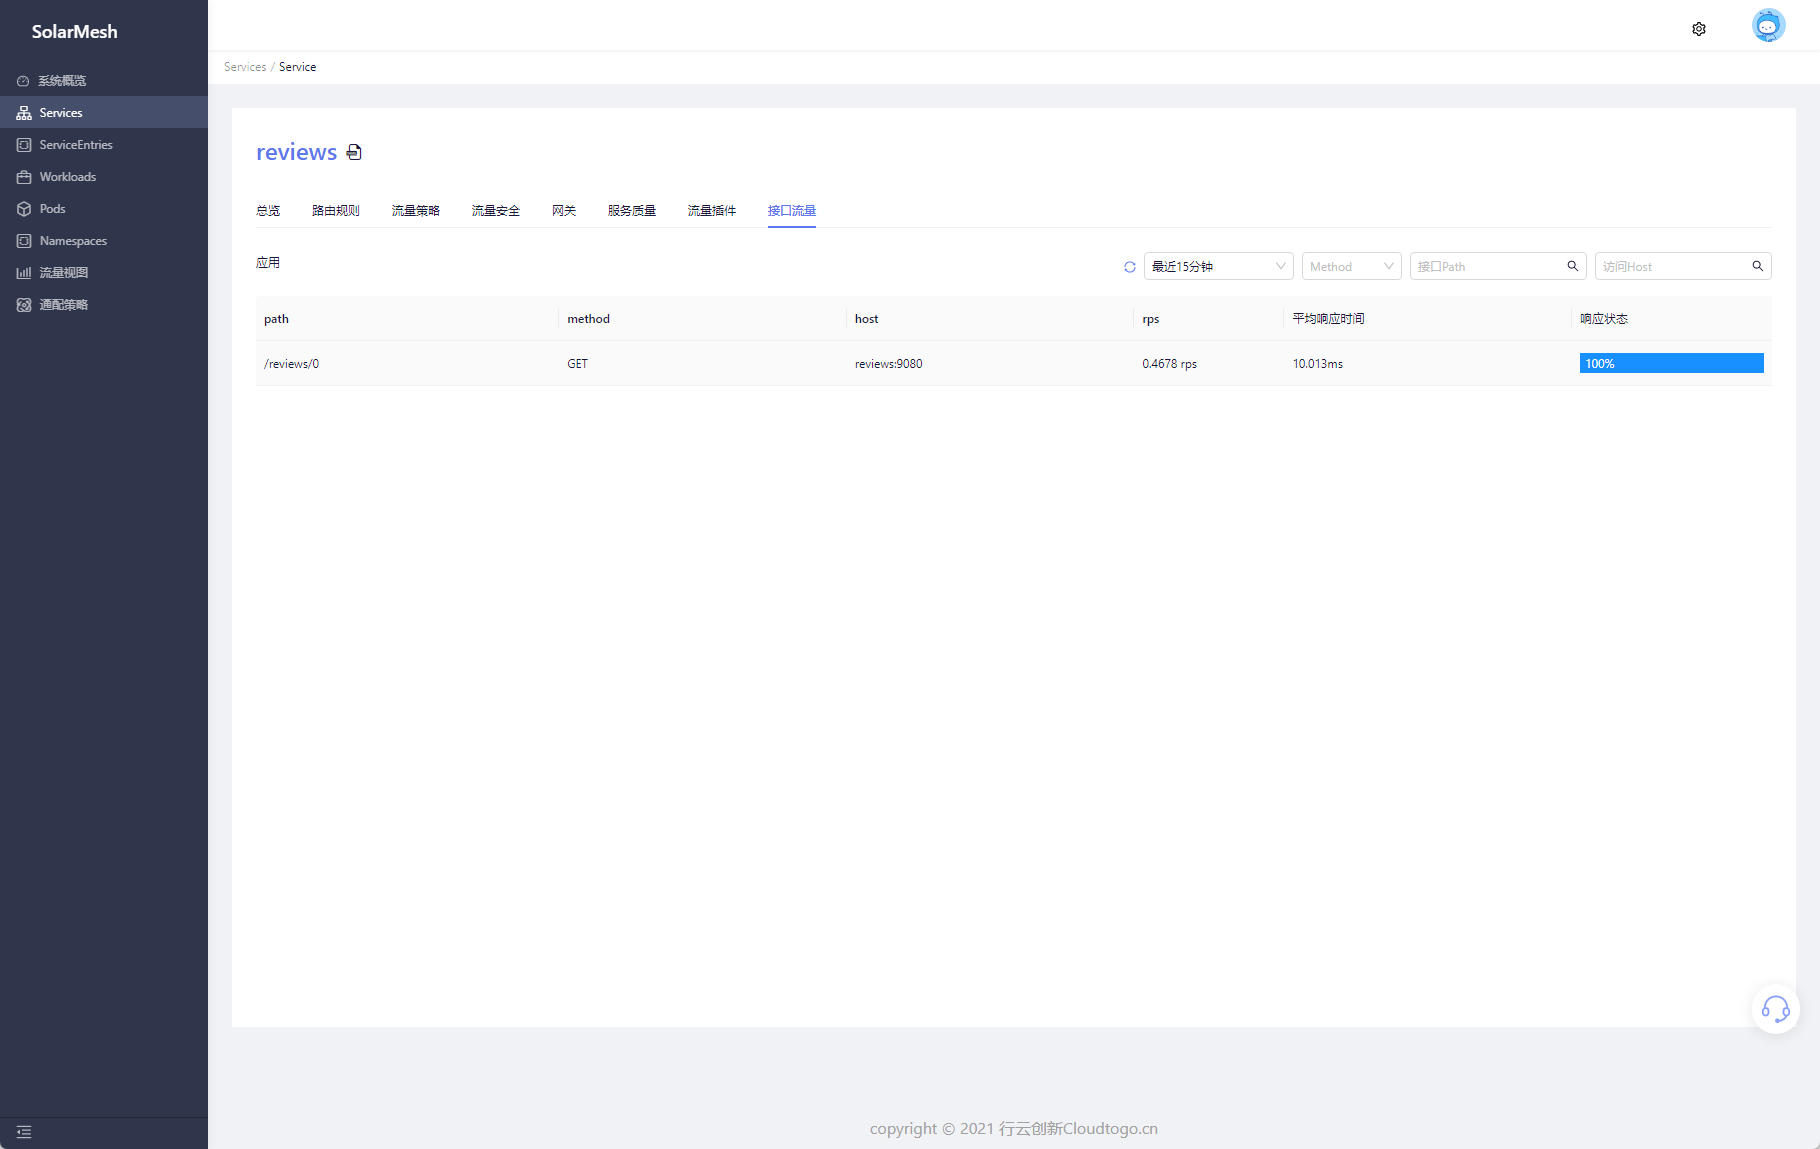 SolarMesh
系统概览
Services
ServiceEntries
Workloads
Pods
Namespaces
流量视图
通配策略
Services / Service
reviews
总览 路由规则 流量策略 流量安全 网关 服务质量 流量插件 接口流量
应用 最近15分钟 Method 接口Path 访问Host
path method host rps 平均响应时间 响应状态
/reviews/0 GET reviews:9080 0.4678 rps 10.013ms 100%
copyright © 2021 行云创新Cloudtogo.cn